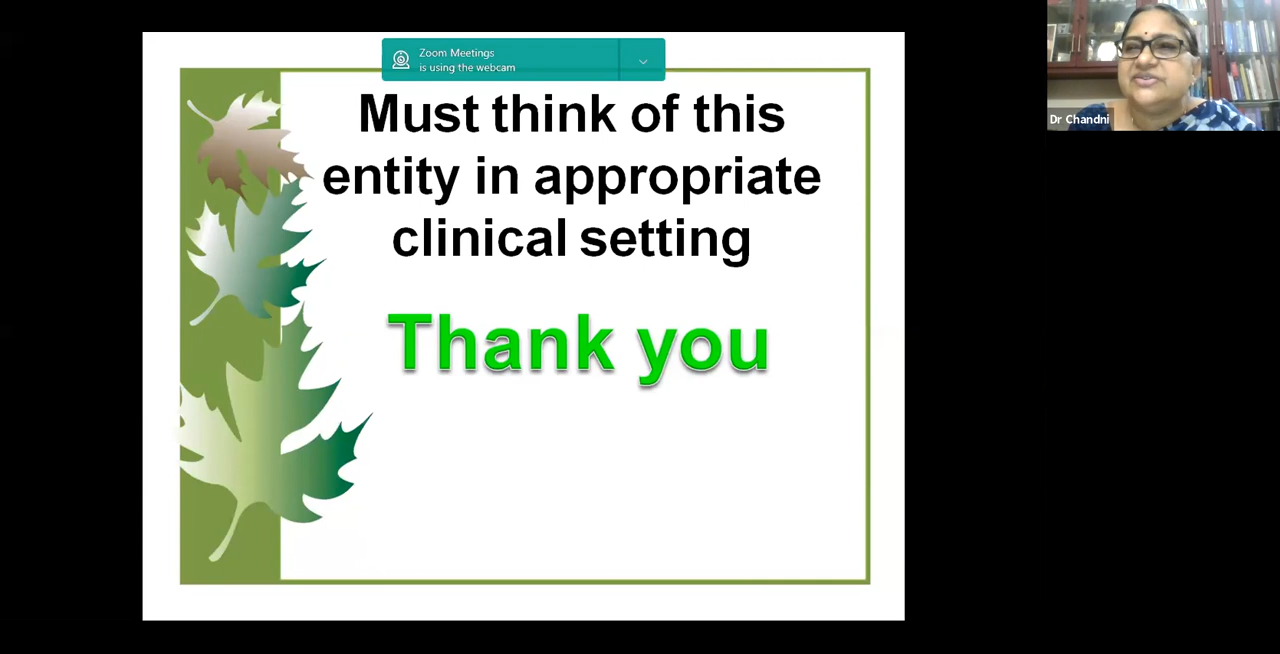 Zoom Meetings
is using the webcam
Must think of this
entity in appropriate
clinical setting
Thank you
Dr Chandni